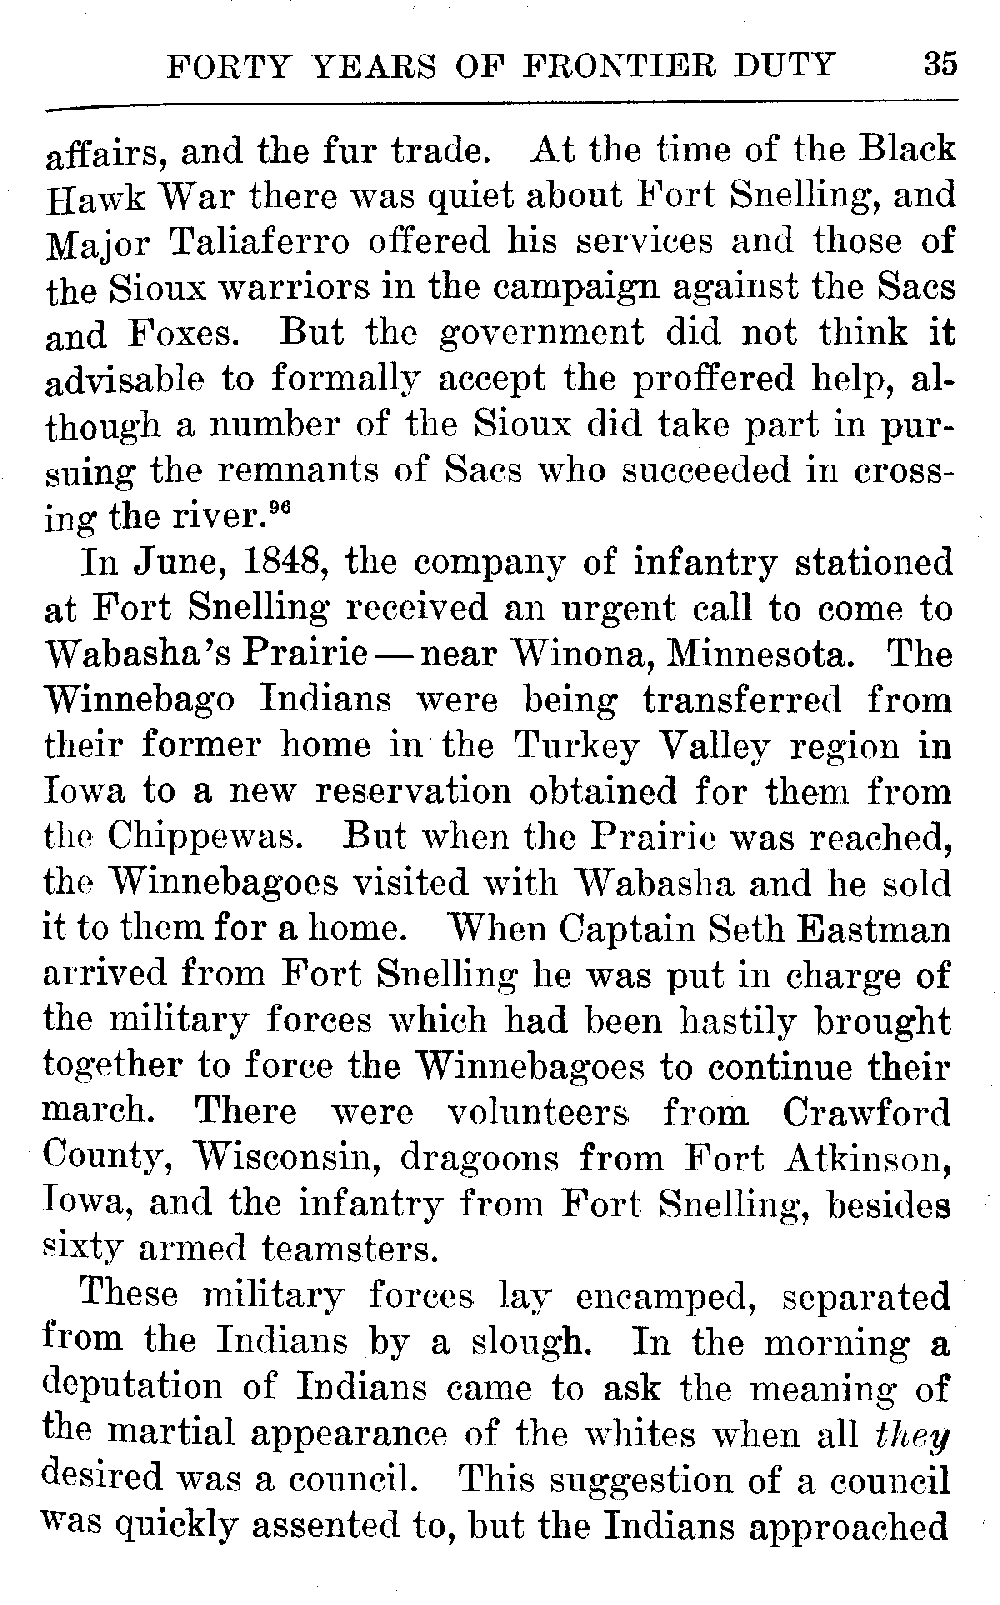 FORTY YEARS OF FRONTIER DUTY 35
affairs, and the fur trade. At the time of the Black
Hawk War there was quiet about Fort Snelling, and
Major Taliaferro offered his services and those of
the Sioux warriors in the campaign against the Sacs
and Foxes. But the government did not think it
advisable to formally accept the proffered help, al-
though a number of the Sioux did take part in pur-
suing the remnants of Sacs who succeeded in cross-
ing the river.⁹⁶
In June, 1848, the company of infantry stationed
at Fort Snelling received an urgent call to come to
Wabasha's Prairie—near Winona, Minnesota. The
Winnebago Indians were being transferred from
their former home in the Turkey Valley region in
Iowa to a new reservation obtained for them from
the Chippewas. But when the Prairie was reached,
the Winnebagoes visited with Wabasha and he sold
it to them for a home. When Captain Seth Eastman
arrived from Fort Snelling he was put in charge of
the military forces which had been hastily brought
together to force the Winnebagoes to continue their
march. There were volunteers from Crawford
County, Wisconsin, dragoons from Fort Atkinson,
Iowa, and the infantry from Fort Snelling, besides
sixty armed teamsters.
These military forces lay encamped, separated
from the Indians by a slough. In the morning a
deputation of Indians came to ask the meaning of
the martial appearance of the whites when all they
desired was a council. This suggestion of a council
was quickly assented to, but the Indians approached